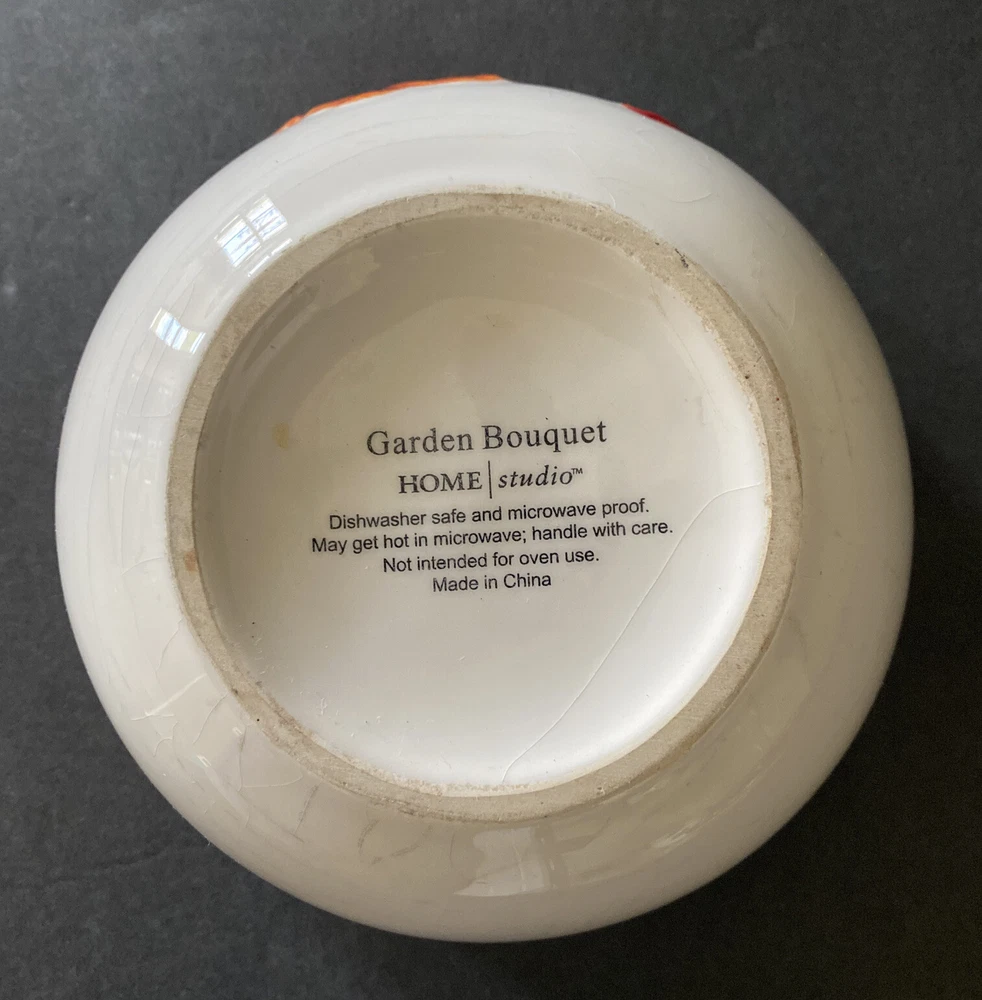 Garden Bouquet
HOME|studio™
Dishwasher safe and microwave proof.
May get hot in microwave; handle with care.
Not intended for oven use.
Made in China